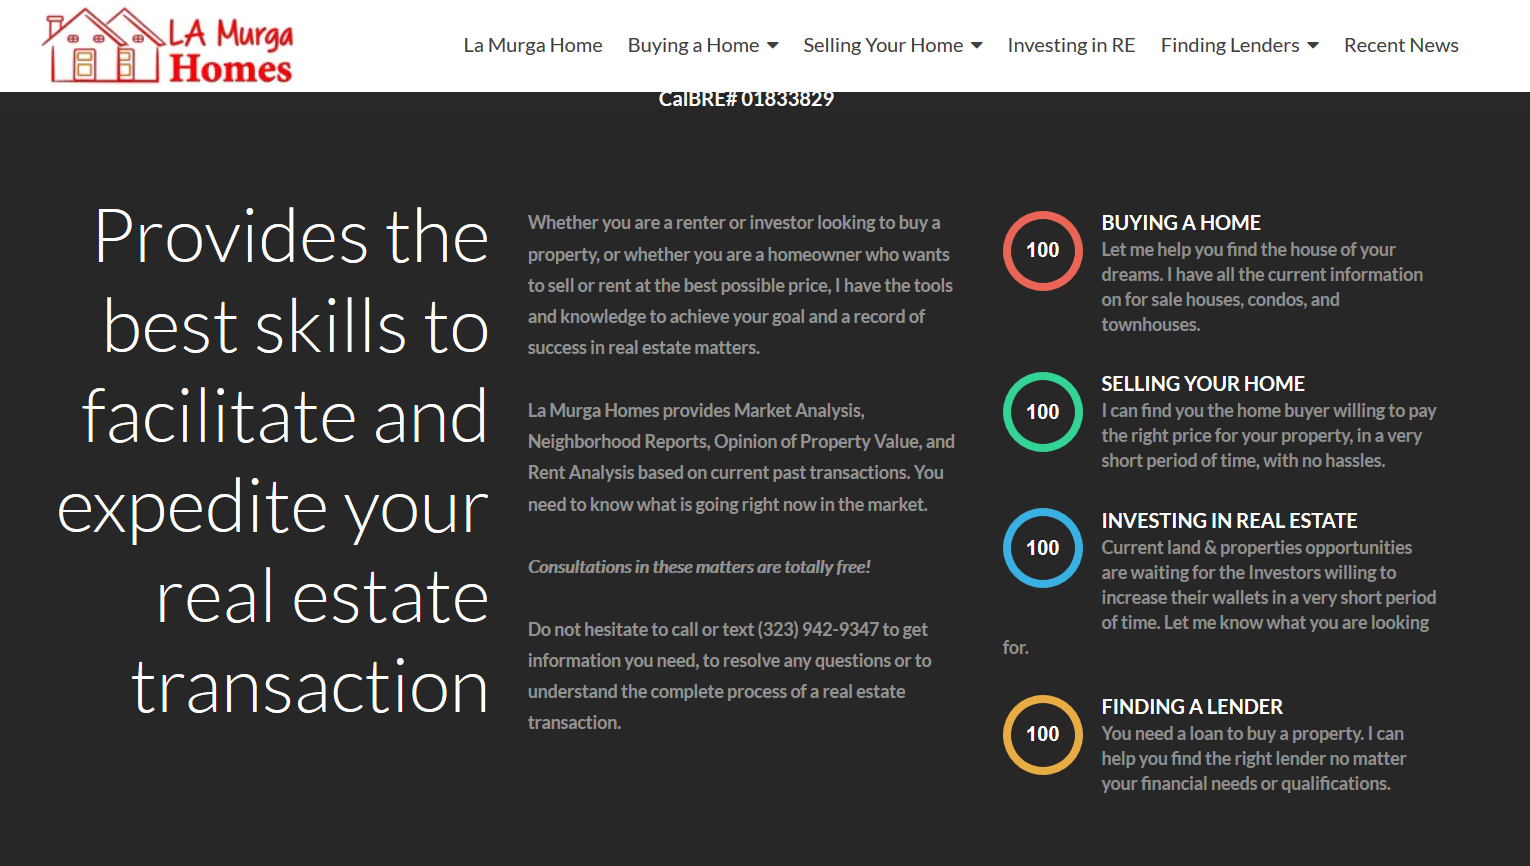 LA Murga
Homes
La Murga Home Buying a Home Selling Your Home Investing in RE Finding Lenders Recent News
CalBRE# 01833829
Provides the
best skills to
facilitate and
expedite your
real estate
transaction
Whether you are a renter or investor looking to buy a
property, or whether you are a homeowner who wants
to sell or rent at the best possible price, I have the tools
and knowledge to achieve your goal and a record of
success in real estate matters.
La Murga Homes provides Market Analysis,
Neighborhood Reports, Opinion of Property Value, and
Rent Analysis based on current past transactions. You
need to know what is going right now in the market.
Consultations in these matters are totally free!
Do not hesitate to call or text (323) 942-9347 to get
information you need, to resolve any questions or to
understand the complete process of a real estate
transaction.
100
BUYING A HOME
Let me help you find the house of your
dreams. I have all the current information
on for sale houses, condos, and
townhouses.
100
SELLING YOUR HOME
I can find you the home buyer willing to pay
the right price for your property, in a very
short period of time, with no hassles.
100
INVESTING IN REAL ESTATE
Current land & properties opportunities
are waiting for the Investors willing to
increase their wallets in a very short period
of time. Let me know what you are looking
for.
100
FINDING A LENDER
You need a loan to buy a property. I can
help you find the right lender no matter
your financial needs or qualifications.